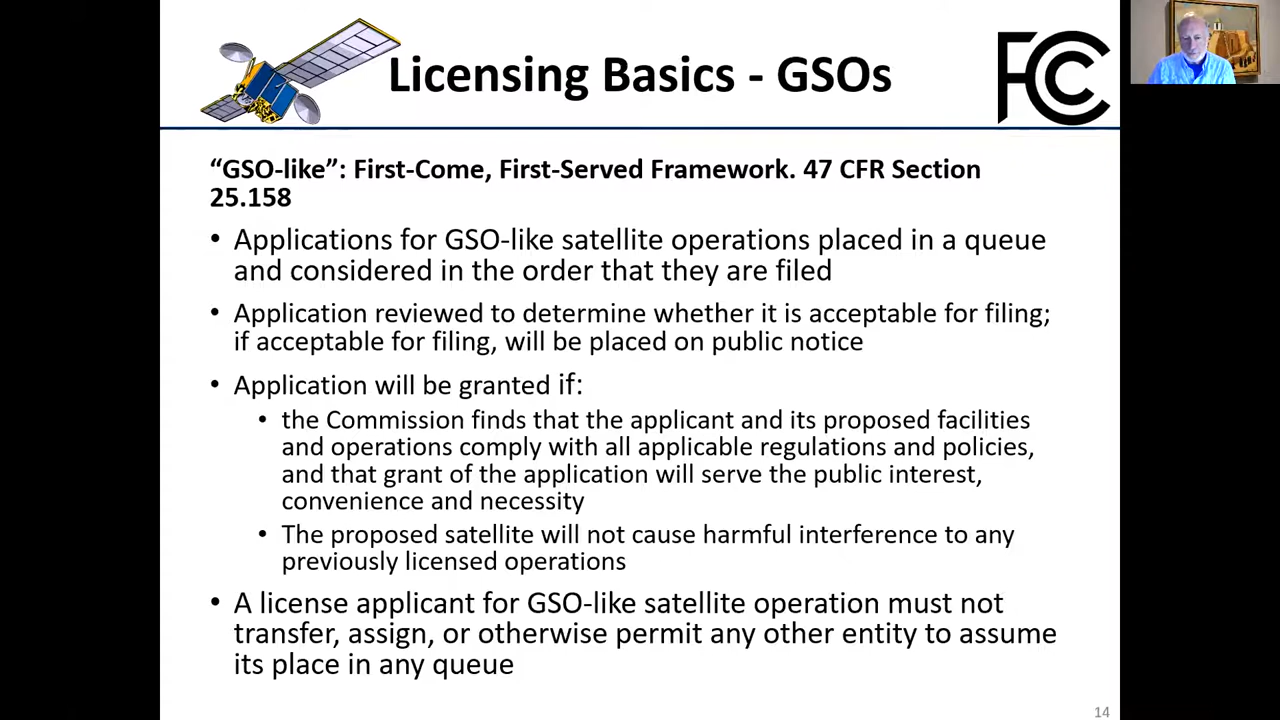 Licensing Basics - GSOs
FCC
“GSO-like”: First-Come, First-Served Framework. 47 CFR Section
25.158
• Applications for GSO-like satellite operations placed in a queue
and considered in the order that they are filed
• Application reviewed to determine whether it is acceptable for filing;
if acceptable for filing, will be placed on public notice
• Application will be granted if:
• the Commission finds that the applicant and its proposed facilities
and operations comply with all applicable regulations and policies,
and that grant of the application will serve the public interest,
convenience and necessity
• The proposed satellite will not cause harmful interference to any
previously licensed operations
• A license applicant for GSO-like satellite operation must not
transfer, assign, or otherwise permit any other entity to assume
its place in any queue
14